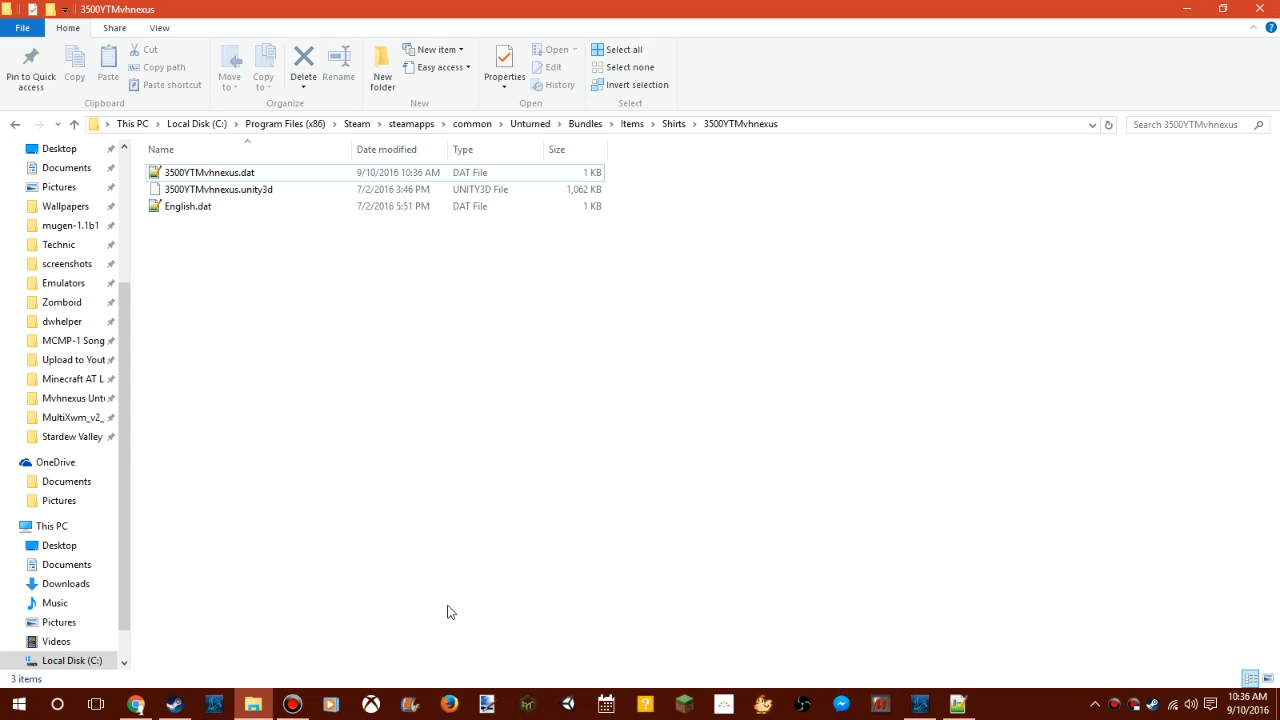 3500YTMvhnexus
File Home Share View
Pin to Quick access
Copy
Paste
Cut
Copy path
Paste shortcut
Move to
Copy to
Delete
Rename
New folder
New item
Easy access
Properties
Open
Edit
History
Select all
Select none
Invert selection
Clipboard Organize New Open Select
This PC Local Disk (C:) Program Files (x86) Steam steamapps common Unturned Bundles Items Shirts 3500YTMvhnexus
Search 3500YTMvhnexus
Name Date modified Type Size
3500YTMvhnexus.dat 9/10/2016 10:36 AM DAT File 1 KB
3500YTMvhnexus.unity3d 7/2/2016 3:46 PM UNITY3D File 1,062 KB
English.dat 7/2/2016 5:51 PM DAT File 1 KB
Desktop
Documents
Pictures
Wallpapers
mugen-1.1b1
Technic
screenshots
Emulators
Zomboid
dwhelper
MCMP-1 Song
Upload to Yout
Minecraft AT L
Mvhnexus Unt
MultiXwm_v2_
Stardew Valley
OneDrive
Documents
Pictures
This PC
Desktop
Documents
Downloads
Music
Pictures
Videos
Local Disk (C:)
3 items
10:36 AM
9/10/2016